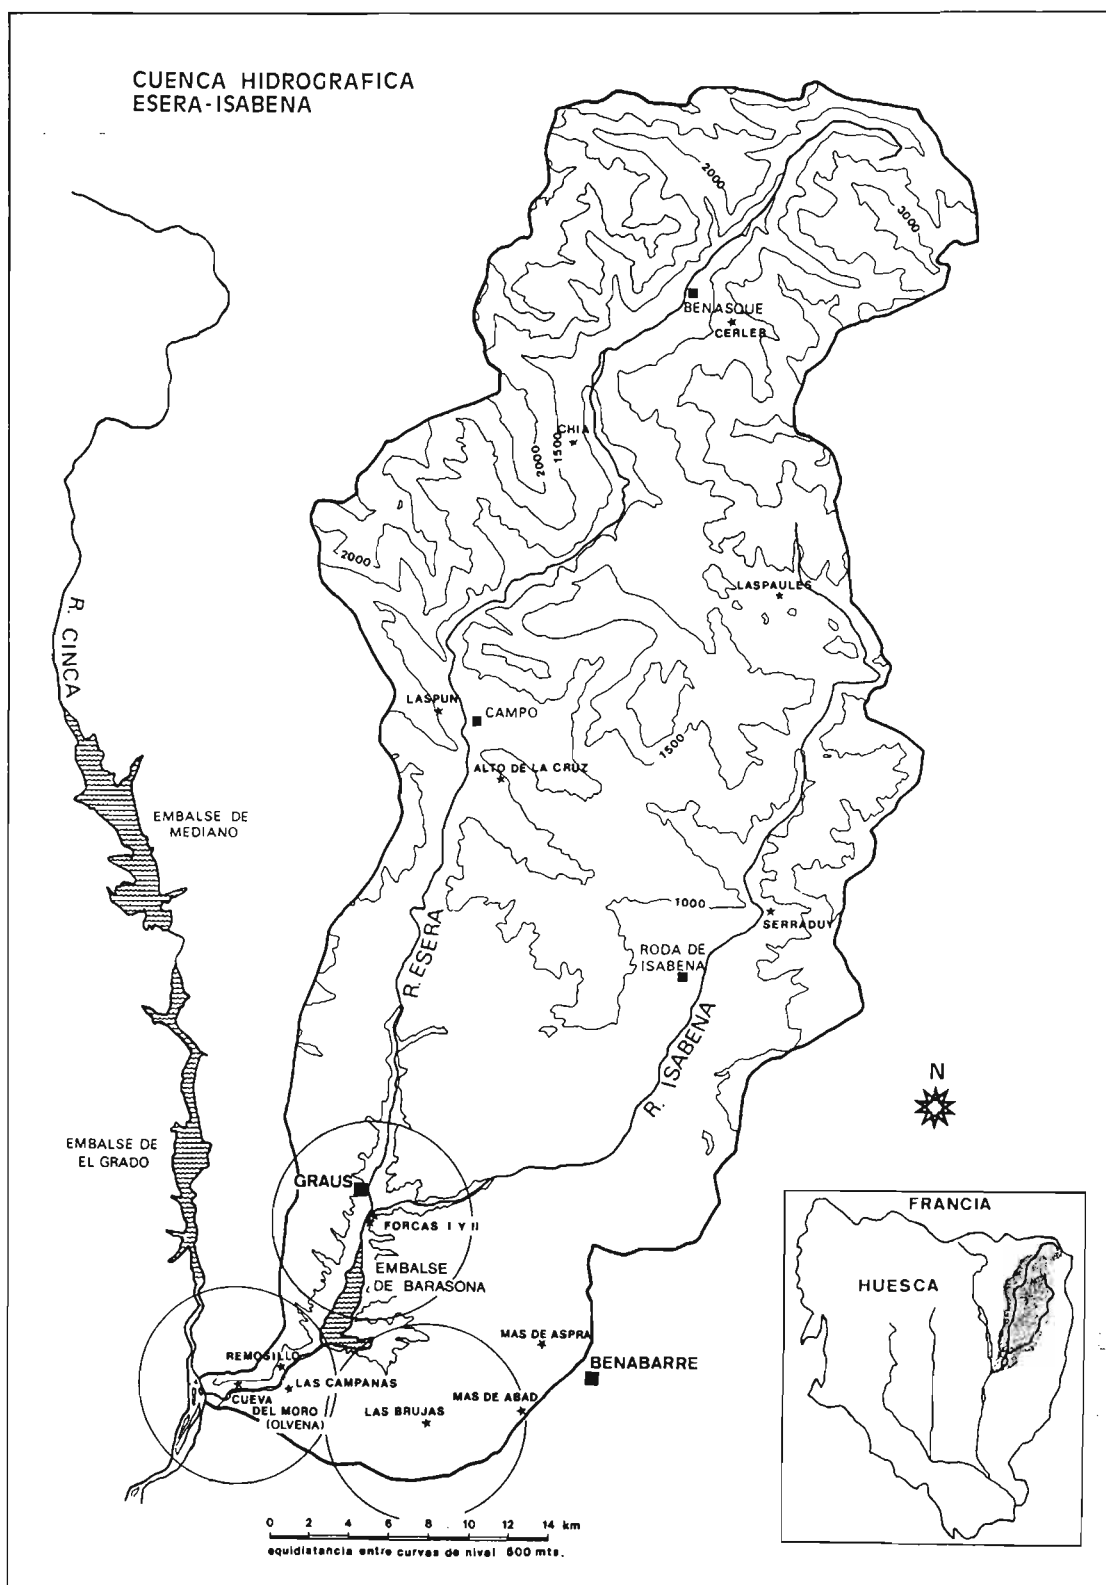 CUENCA HIDROGRAFICA
ESERA-ISABENA
2000
3000
BENASQUE
CERLER
CHIA
2000
1500
2000
LASPAULES
R. CINCA
LASPUN
CAMPO
1500
ALTO DE LA CRUZ
EMBALSE DE
MEDIANO
1000
SERRADUY
RODA DE
ISABENA
R. ESERA
R. ISABENA
N
EMBALSE DE
EL GRADO
GRAUS
FORCAS I Y II
EMBALSE
DE BARASONA
FRANCIA
HUESCA
MAS DE ASPRA
BENABARRE
REMOSILLO
LAS CAMPANAS
CUEVA
DEL MORO
(OLVENA)
LAS BRUJAS
MAS DE ABAD
0 2 4 6 8 10 12 14 km
equidistancia entre curvas de nivel 500 mts.